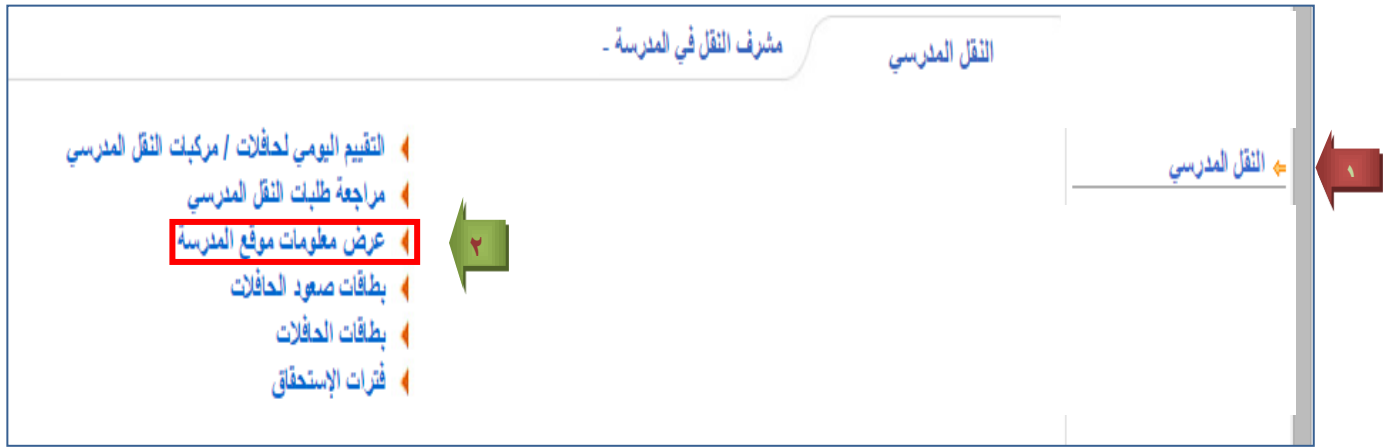 النقل المدرسي
مشرف النقل في المدرسة -
النقل المدرسي
١
التقييم اليومي لحافلات / مركبات النقل المدرسي
مراجعة طلبات النقل المدرسي
عرض معلومات موقع المدرسة
٢
بطاقات صعود الحافلات
بطاقات الحافلات
فترات الإستحقاق